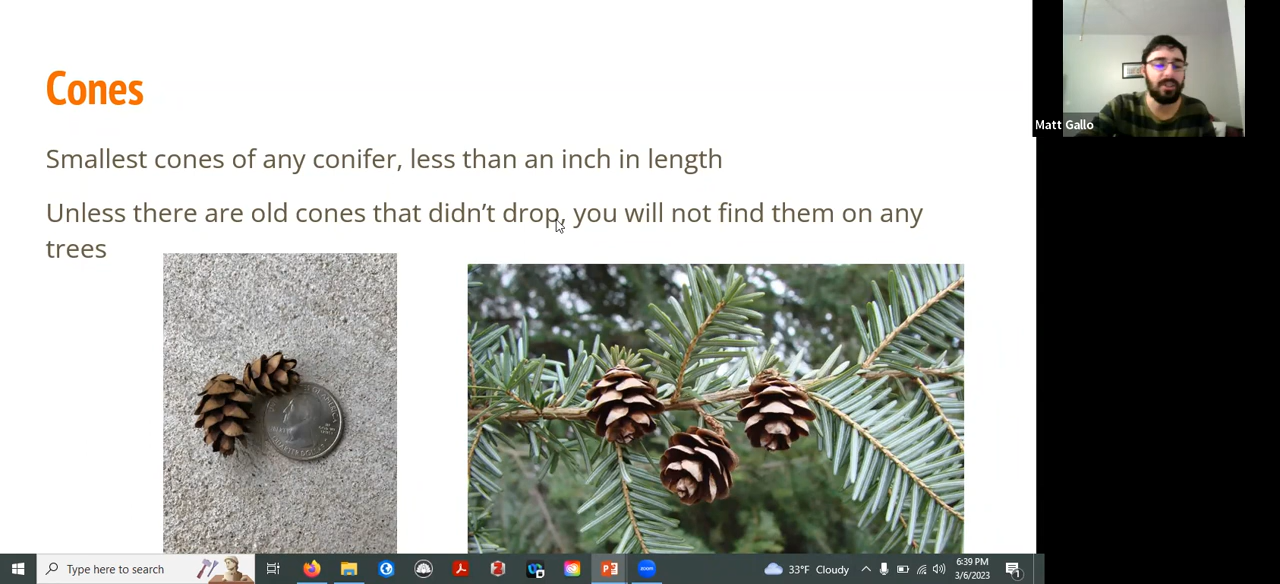 Cones
Smallest cones of any conifer, less than an inch in length
Unless there are old cones that didn't drop, you will not find them on any
trees
Matt Gallo
Type here to search
zoom
33°F Cloudy
6:39 PM
3/6/2023
1